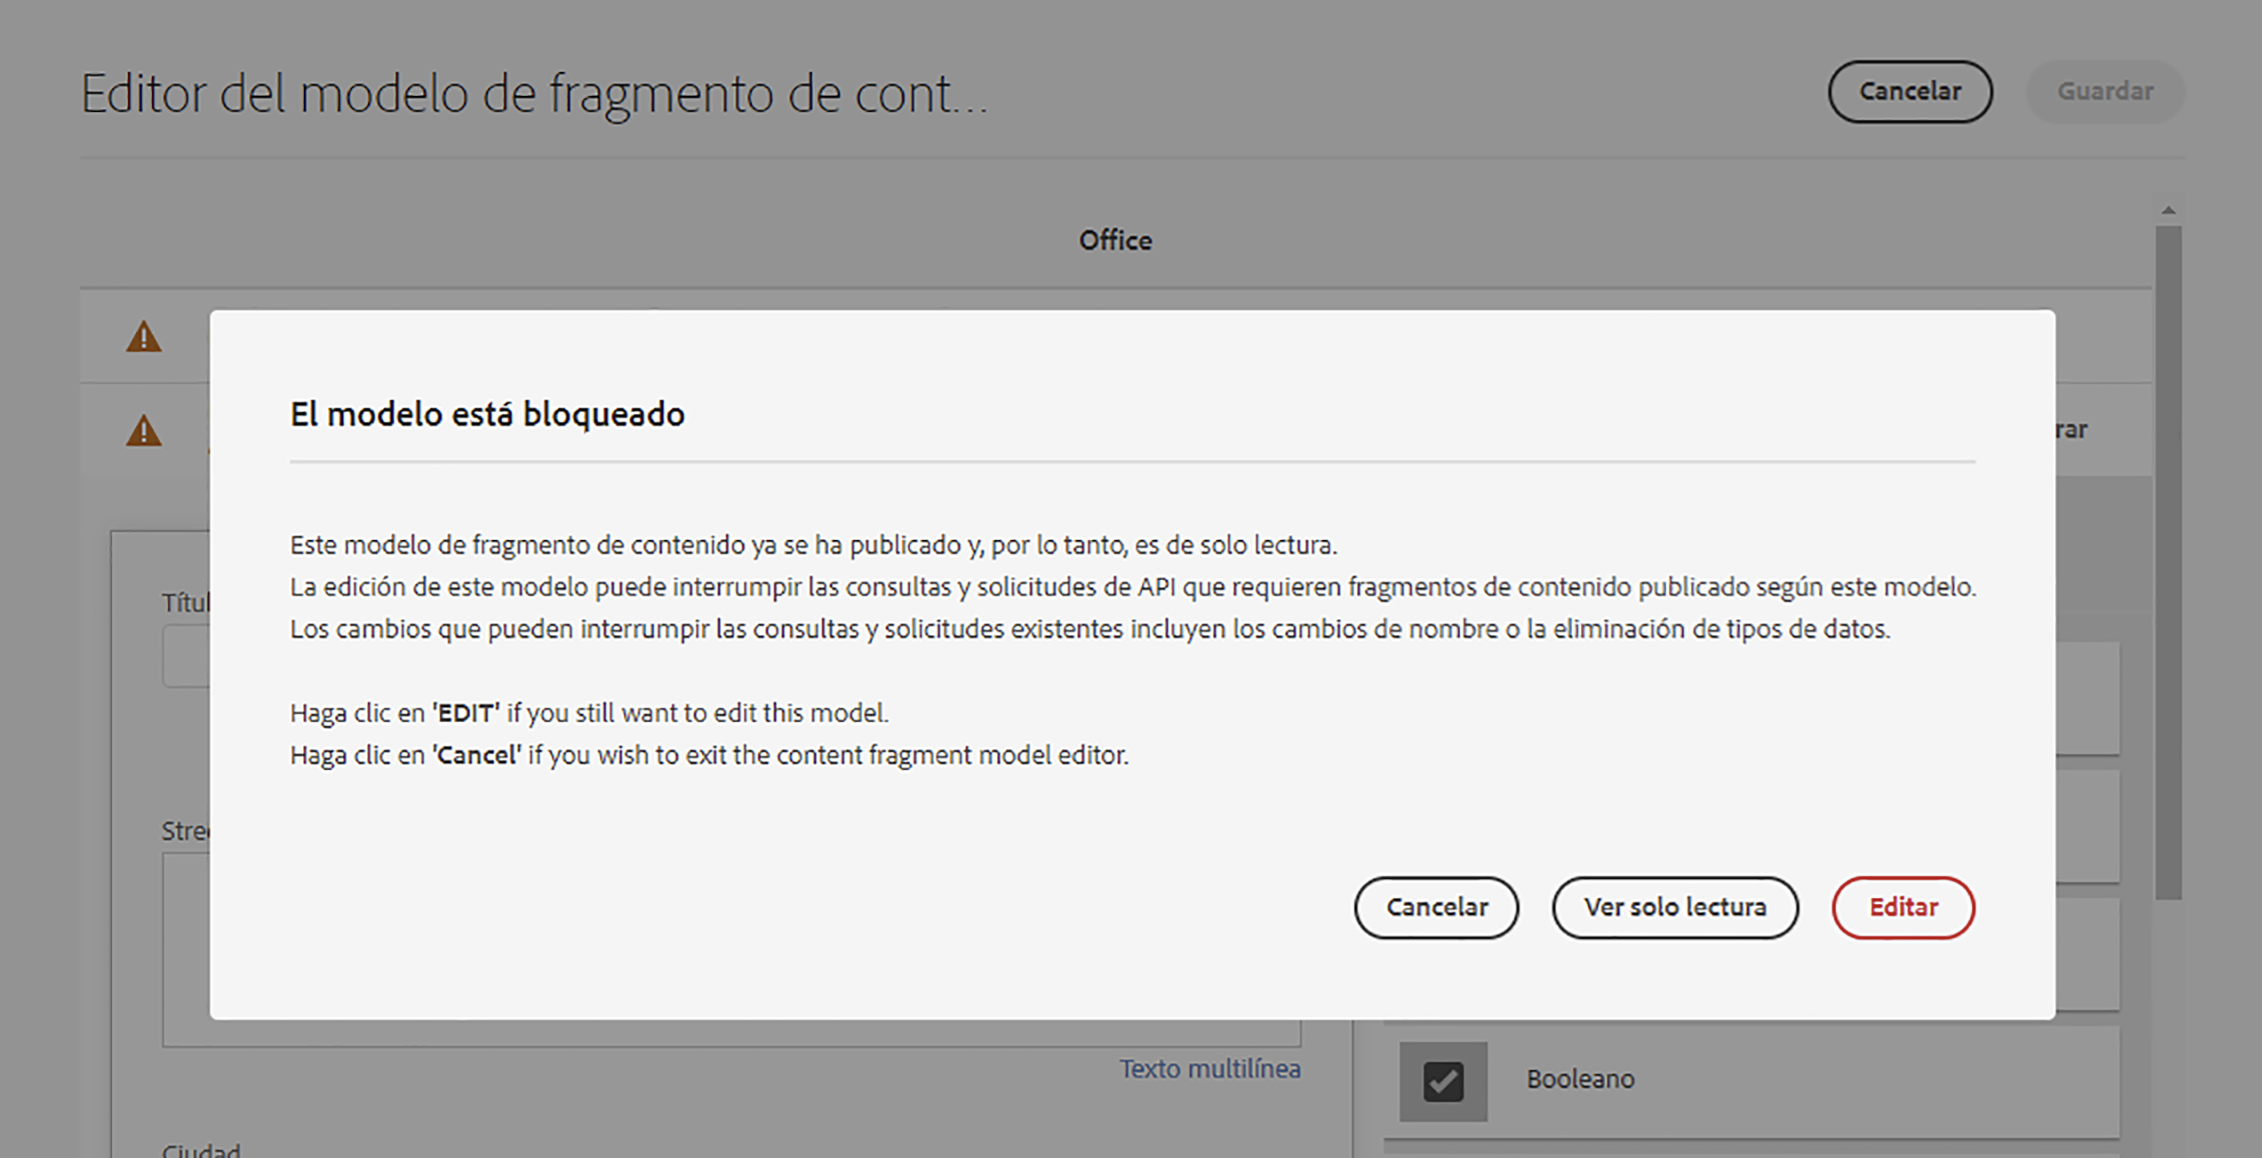 Editor del modelo de fragmento de cont...
Cancelar
Guardar
Office
El modelo está bloqueado
Este modelo de fragmento de contenido ya se ha publicado y, por lo tanto, es de solo lectura.
La edición de este modelo puede interrumpir las consultas y solicitudes de API que requieren fragmentos de contenido publicado según este modelo.
Los cambios que pueden interrumpir las consultas y solicitudes existentes incluyen los cambios de nombre o la eliminación de tipos de datos.
Haga clic en 'EDIT' if you still want to edit this model.
Haga clic en 'Cancel' if you wish to exit the content fragment model editor.
Cancelar
Ver solo lectura
Editar
Texto multilínea
Booleano
Ciudad